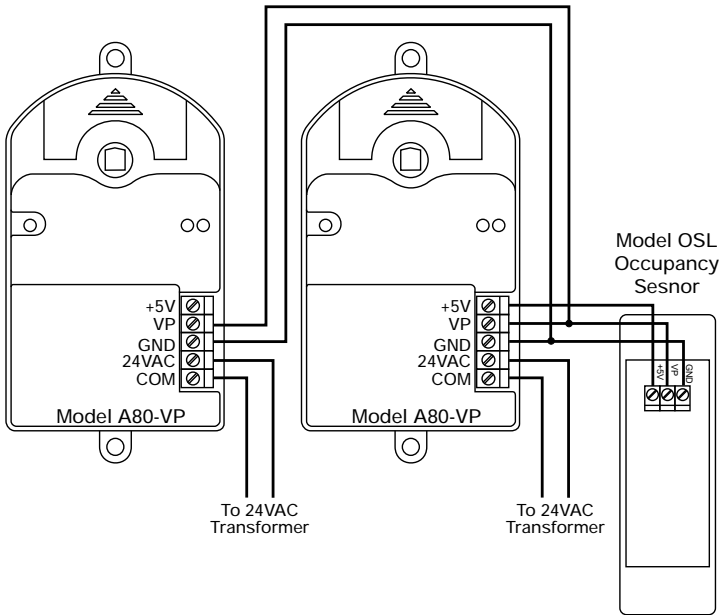 Model OSL
Occupancy
Sesnor
+5V
VP
GND
24VAC
COM
Model A80-VP
To 24VAC
Transformer
+5V
VP
GND
24VAC
COM
Model A80-VP
To 24VAC
Transformer
+5V
VP
GND